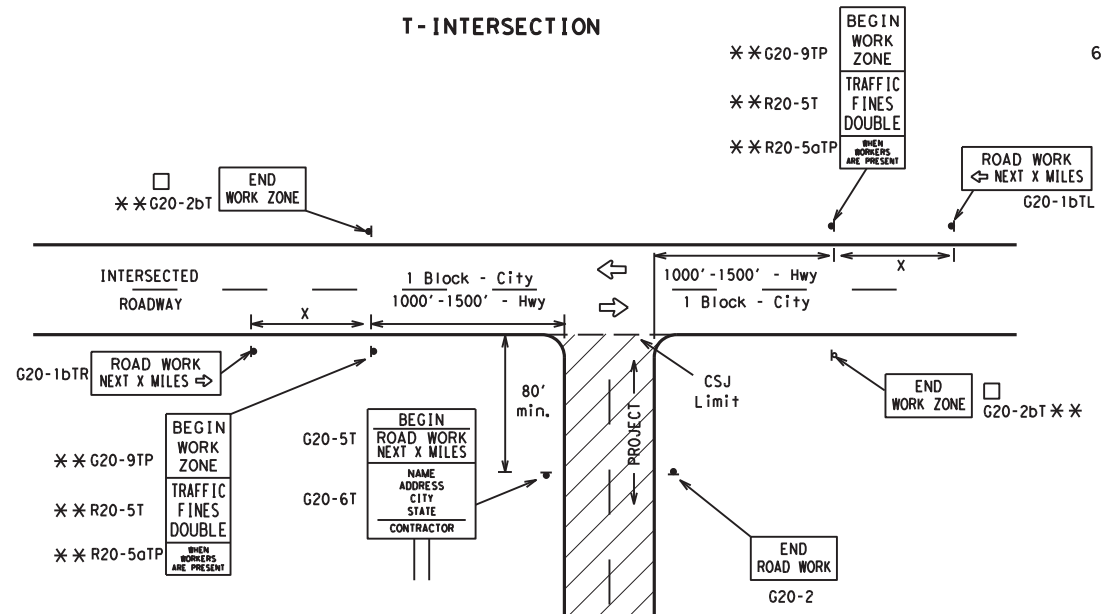 T-INTERSECTION
6
**G20-9TP
BEGIN
WORK
ZONE
**R20-5T
TRAFFIC
FINES
DOUBLE
**R20-5aTP
WHEN
WORKERS
ARE PRESENT
ROAD WORK
⇦ NEXT X MILES
G20-1bTL
□
**G20-2bT
END
WORK ZONE
INTERSECTED
ROADWAY
1 Block - City
1000'-1500' - Hwy
X
1000'-1500' - Hwy
1 Block - City
X
G20-1bTR
ROAD WORK
NEXT X MILES ⇨
80'
min.
CSJ
Limit
PROJECT
END
WORK ZONE
□
G20-2bT **
**G20-9TP
BEGIN
WORK
ZONE
**R20-5T
TRAFFIC
FINES
DOUBLE
**R20-5aTP
WHEN
WORKERS
ARE PRESENT
G20-5T
BEGIN
ROAD WORK
NEXT X MILES
G20-6T
NAME
ADDRESS
CITY
STATE
CONTRACTOR
END
ROAD WORK
G20-2